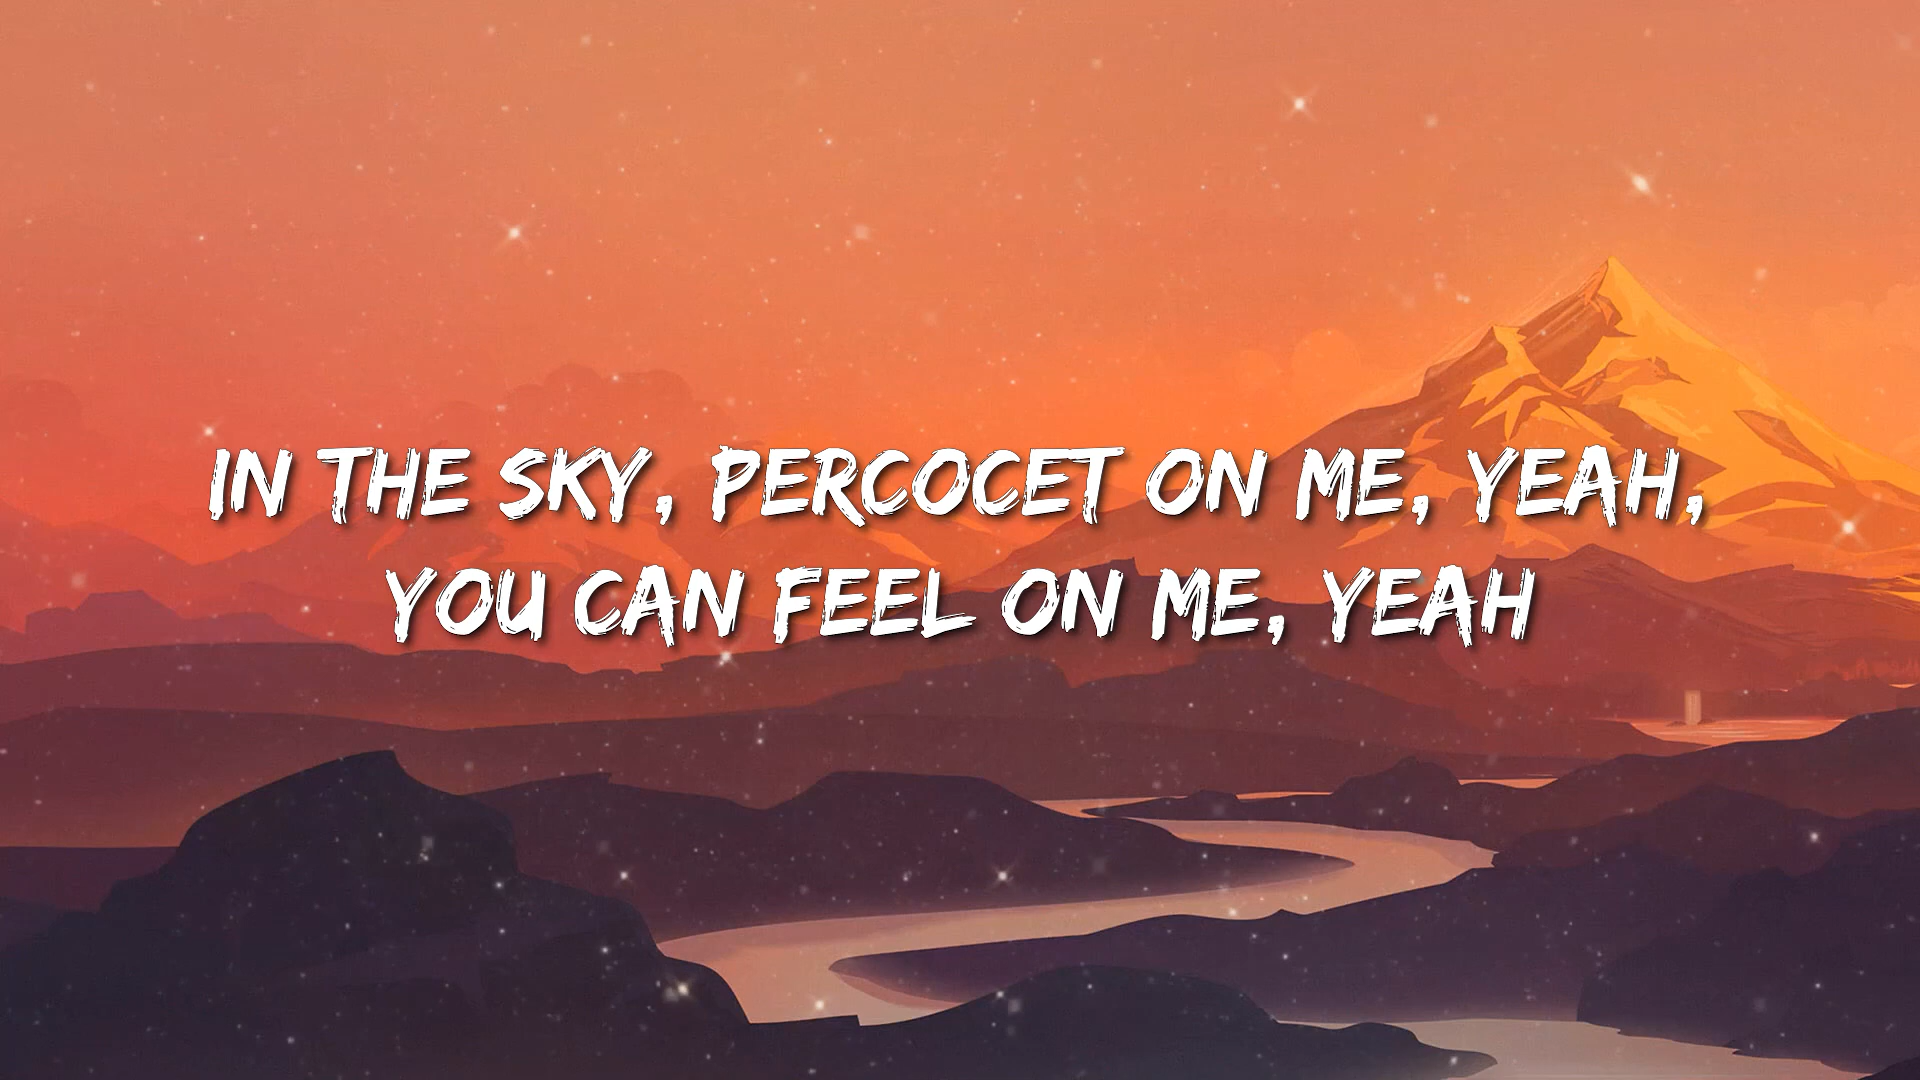 IN THE SKY, PERCOCET ON ME, YEAH,
YOU CAN FEEL ON ME, YEAH